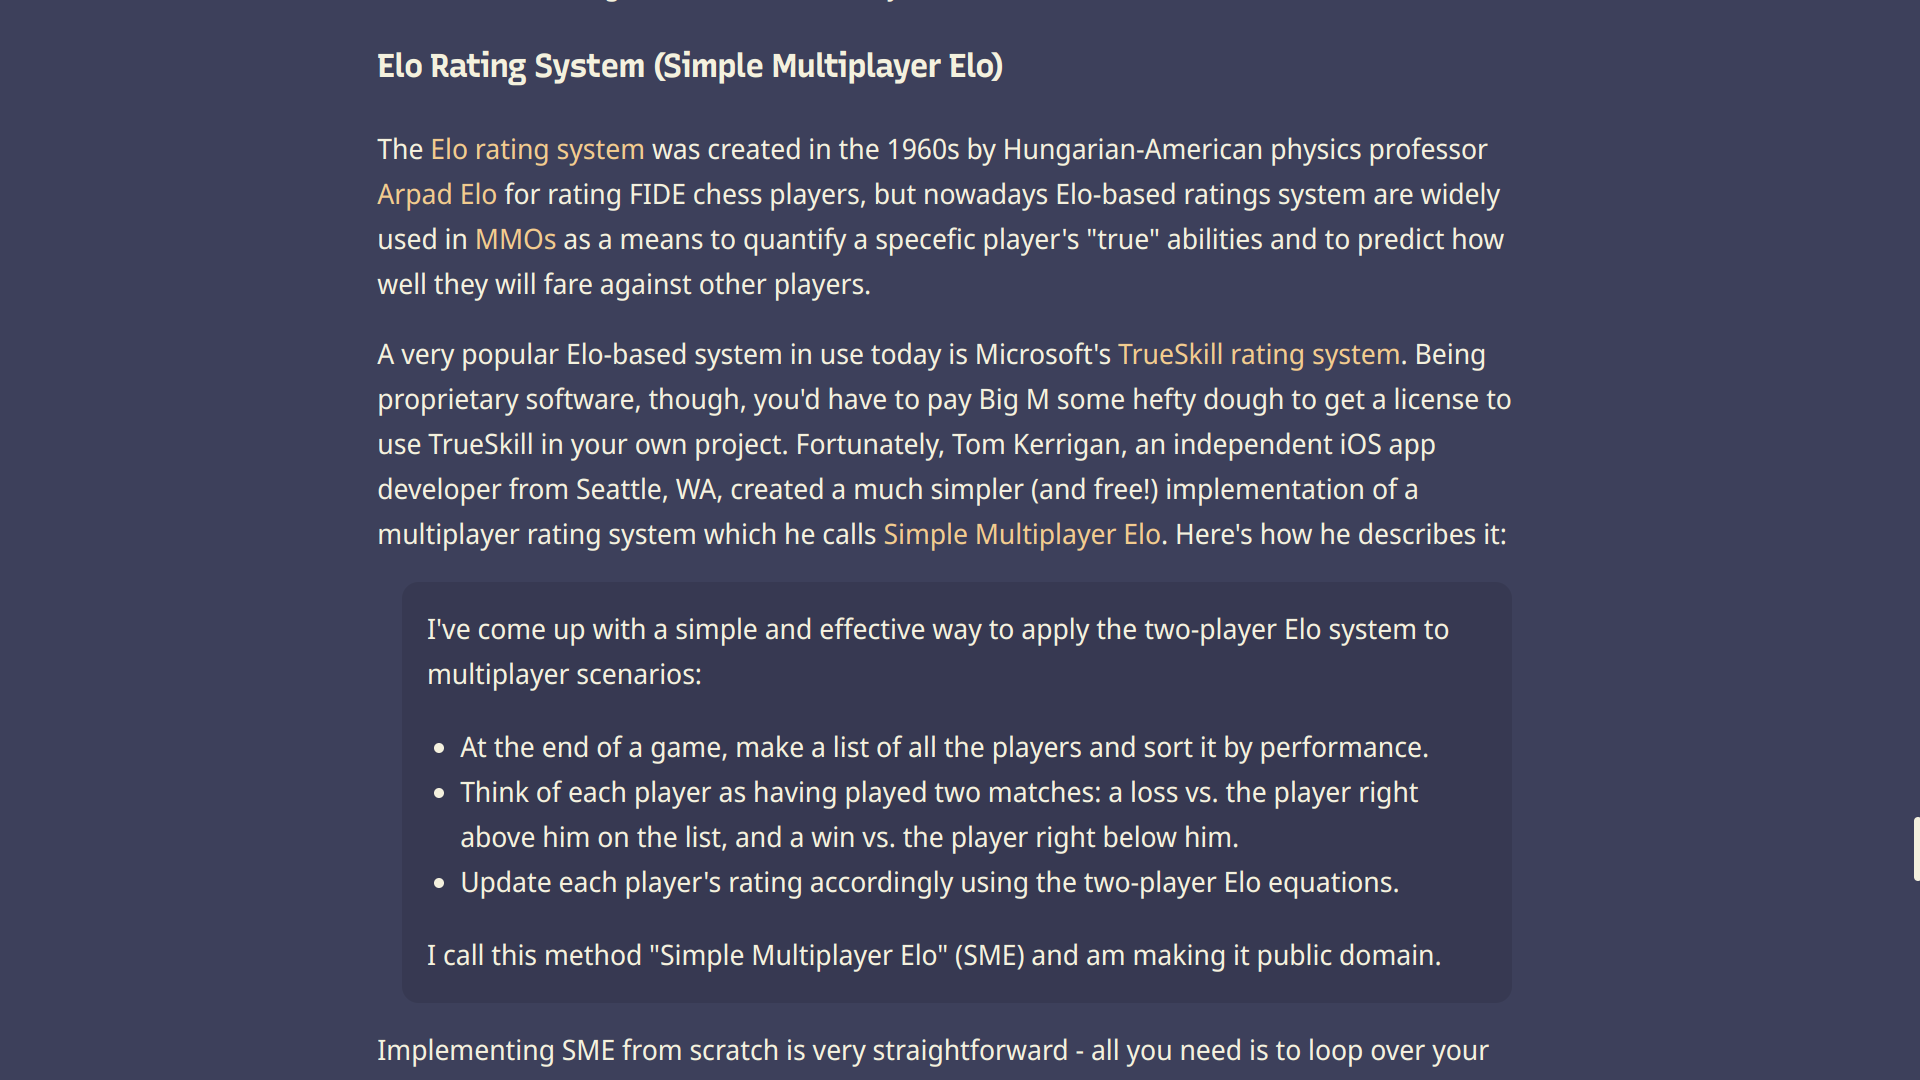 Elo Rating System (Simple Multiplayer Elo)
The Elo rating system was created in the 1960s by Hungarian-American physics professor
Arpad Elo for rating FIDE chess players, but nowadays Elo-based ratings system are widely
used in MMOs as a means to quantify a specefic player's "true" abilities and to predict how
well they will fare against other players.
A very popular Elo-based system in use today is Microsoft's TrueSkill rating system. Being
proprietary software, though, you'd have to pay Big M some hefty dough to get a license to
use TrueSkill in your own project. Fortunately, Tom Kerrigan, an independent iOS app
developer from Seattle, WA, created a much simpler (and free!) implementation of a
multiplayer rating system which he calls Simple Multiplayer Elo. Here's how he describes it:
I've come up with a simple and effective way to apply the two-player Elo system to
multiplayer scenarios:
• At the end of a game, make a list of all the players and sort it by performance.
• Think of each player as having played two matches: a loss vs. the player right
above him on the list, and a win vs. the player right below him.
• Update each player's rating accordingly using the two-player Elo equations.
I call this method "Simple Multiplayer Elo" (SME) and am making it public domain.
Implementing SME from scratch is very straightforward - all you need is to loop over your